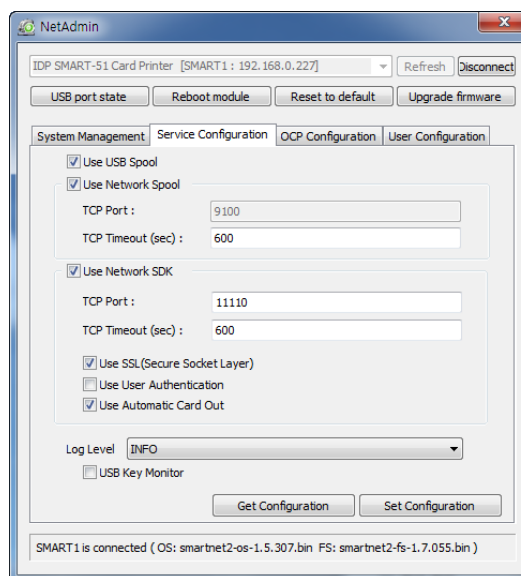 NetAdmin
IDP SMART-51 Card Printer [SMART1 : 192.168.0.227] Refresh Disconnect
USB port state Reboot module Reset to default Upgrade firmware
System Management Service Configuration OCP Configuration User Configuration
Use USB Spool
Use Network Spool
TCP Port : 9100
TCP Timeout (sec) : 600
Use Network SDK
TCP Port : 11110
TCP Timeout (sec) : 600
Use SSL(Secure Socket Layer)
Use User Authentication
Use Automatic Card Out
Log Level INFO
USB Key Monitor
Get Configuration Set Configuration
SMART1 is connected ( OS: smartnet2-os-1.5.307.bin FS: smartnet2-fs-1.7.055.bin )